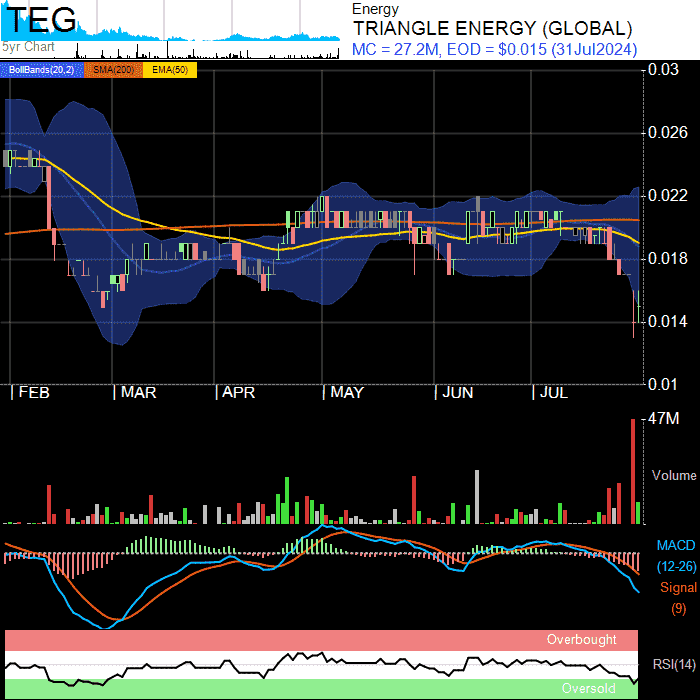 TEG
5yr Chart
Energy
TRIANGLE ENERGY (GLOBAL)
MC = 27.2M, EOD = $0.015 (31Jul2024)
BollBands(20,2) SMA(200) EMA(50)
0.03
0.026
0.022
0.018
0.014
0.01
FEB MAR APR MAY JUN JUL
47M
Volume
MACD
(12-26)
Signal
(9)
Overbought
RSI(14)
Oversold